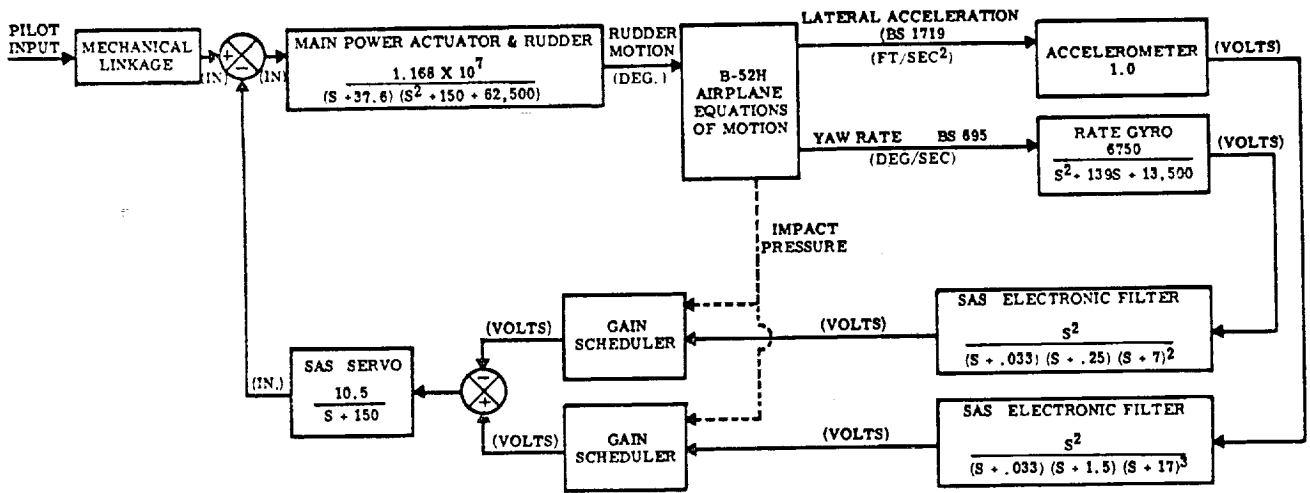 PILOT
INPUT
MECHANICAL
LINKAGE
(IN)
+
−
(IN)
MAIN POWER ACTUATOR & RUDDER
1.168 X 10^7
(S +37.6) (S^2 +150 + 62,500)
RUDDER
MOTION
(DEG.)
B-52H
AIRPLANE
EQUATIONS
OF MOTION
LATERAL ACCELERATION
(BS 1719
(FT/SEC^2)
ACCELEROMETER
1.0
(VOLTS)
YAW RATE BS 695
(DEG/SEC)
RATE GYRO
6750
S^2 + 139S + 13,500
(VOLTS)
IMPACT
PRESSURE
SAS ELECTRONIC FILTER
S^2
(S + .033) (S + .25) (S + 7)^2
(VOLTS)
GAIN
SCHEDULER
(VOLTS)
SAS SERVO
10.5
S + 150
(IN.)
−
+
SAS ELECTRONIC FILTER
S^2
(S + .033) (S + 1.5) (S + 17)^3
(VOLTS)
GAIN
SCHEDULER
(VOLTS)